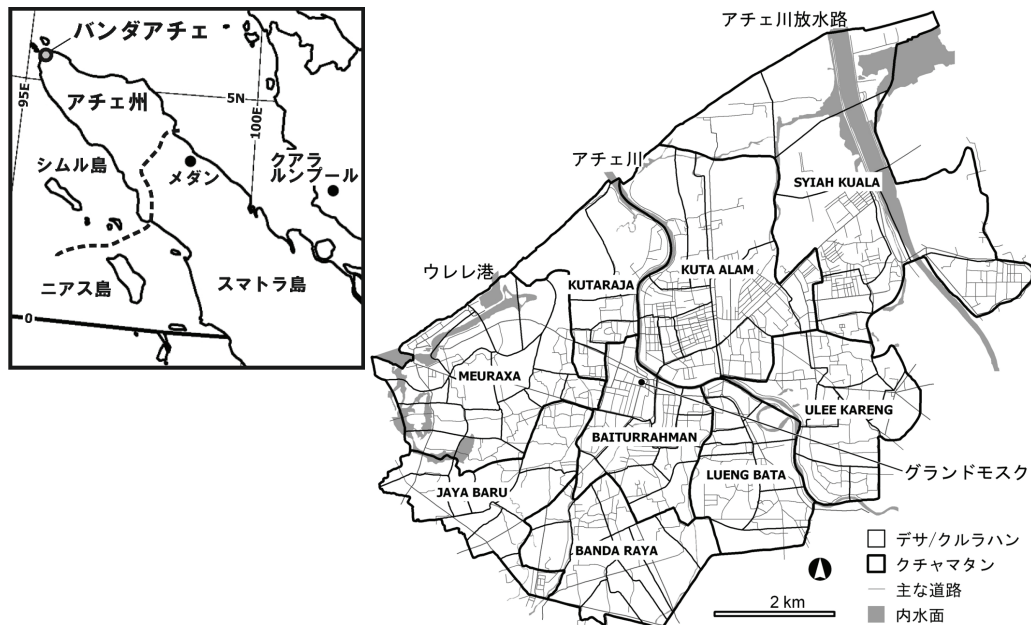 バンダアチェ
95E
アチェ州
5N
100E
シムル島
メダン
クアラ
ルンプール
ニアス島
スマトラ島
0
アチェ川放水路
アチェ川
SYIAH KUALA
ウレレ港
KUTA ALAM
KUTARAJA
MEURAXA
ULEE KARENG
BAITURRAHMAN
グランドモスク
LUENG BATA
JAYA BARU
BANDA RAYA
デサ/クルラハン
クチャマタン
主な道路
内水面
2 km